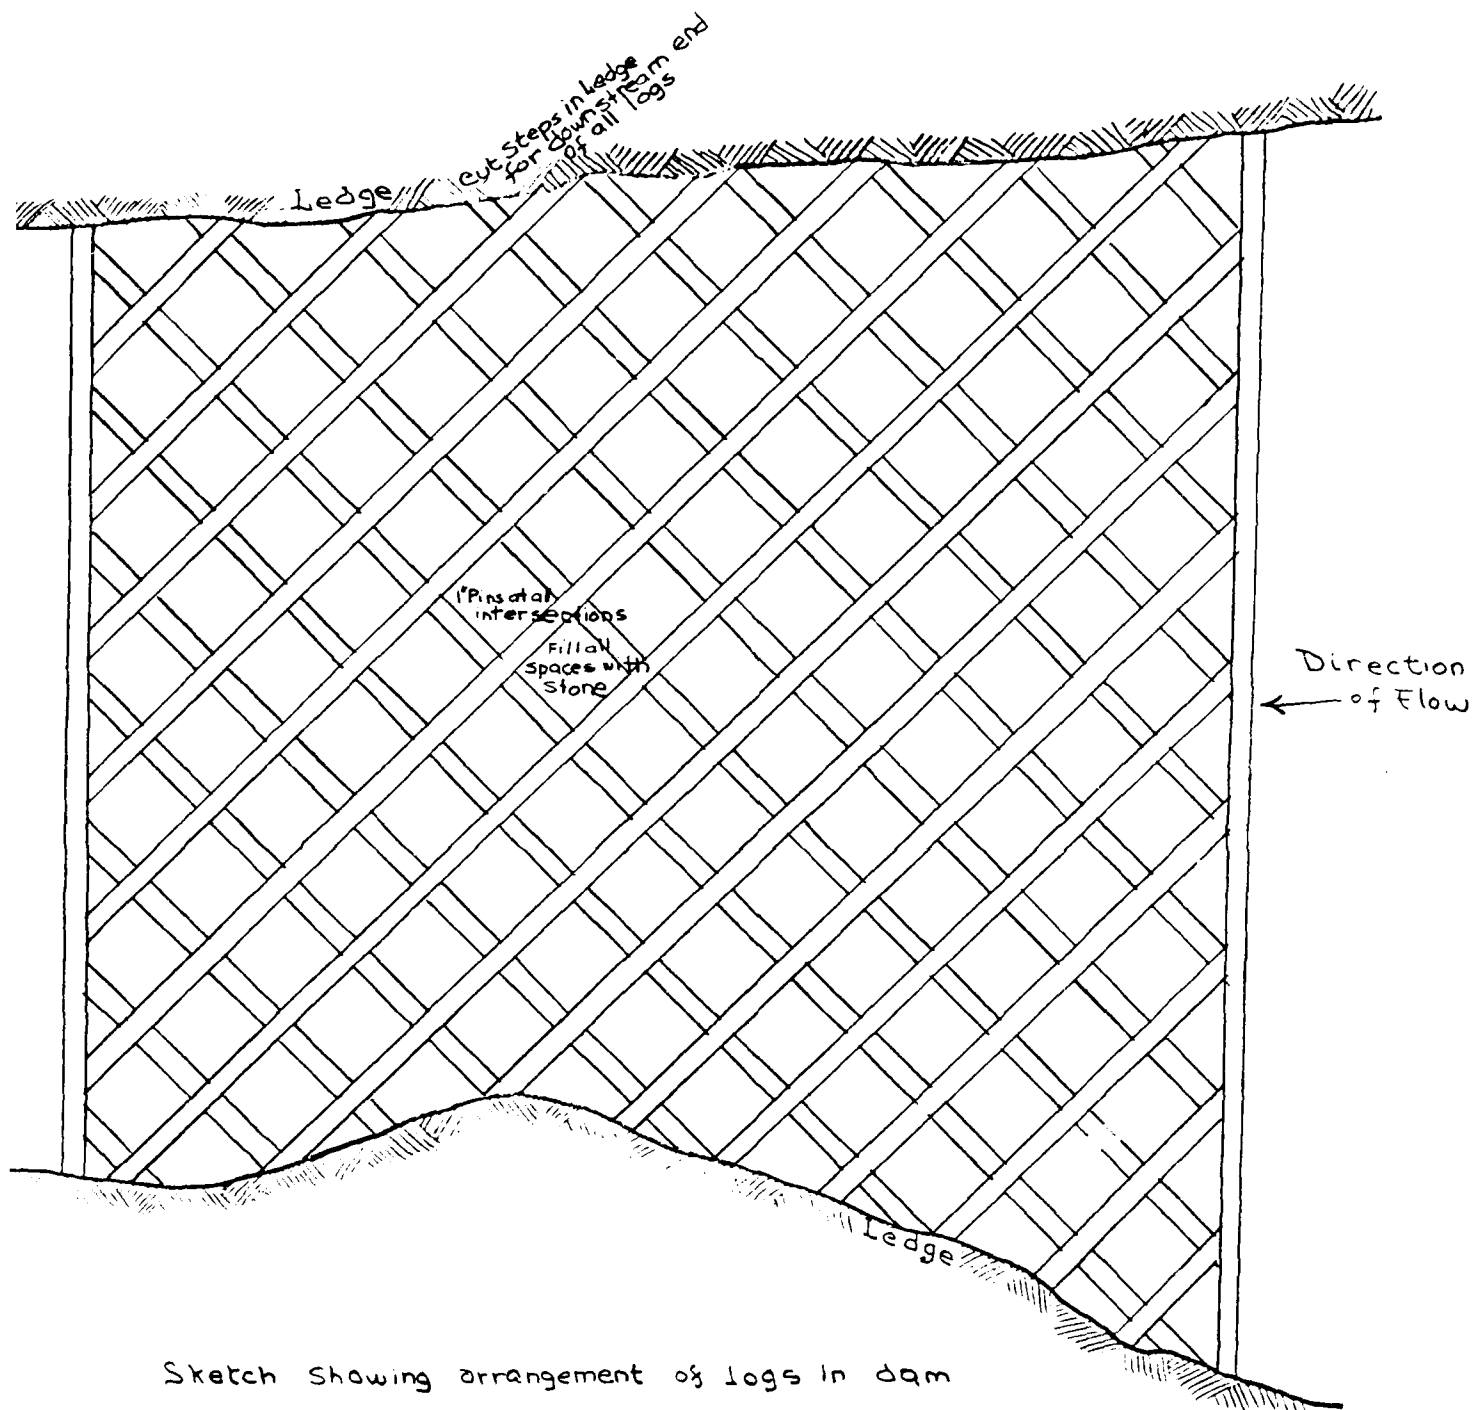 cut steps in Ledge
for downstream end
of all logs
Ledge
1" Pins at all
intersections
Fill all
spaces with
stone
Direction
of Flow
Ledge
Sketch Showing arrangement of logs in dam